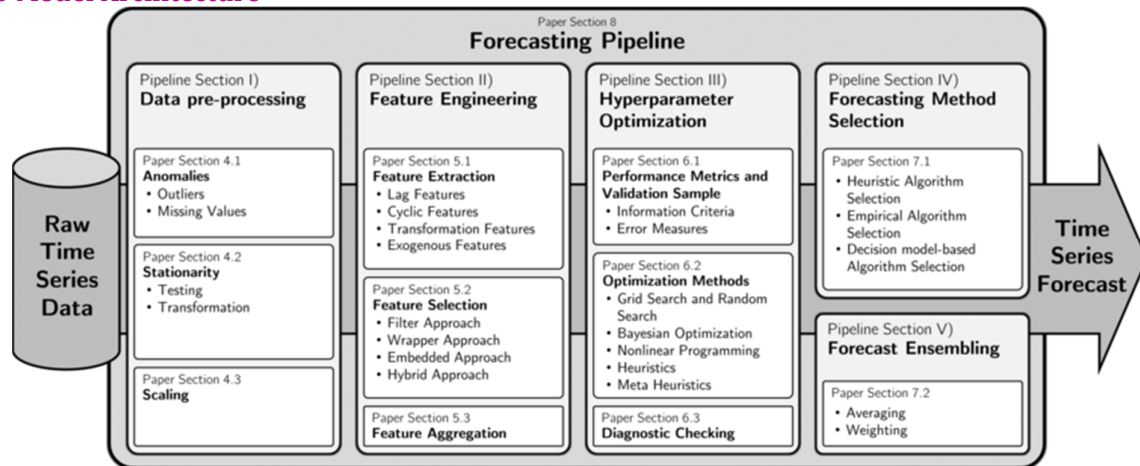 Paper Section 8
Forecasting Pipeline
Raw
Time
Series
Data
Pipeline Section I)
Data pre-processing
Paper Section 4.1
Anomalies
• Outliers
• Missing Values
Paper Section 4.2
Stationarity
• Testing
• Transformation
Paper Section 4.3
Scaling
Pipeline Section II)
Feature Engineering
Paper Section 5.1
Feature Extraction
• Lag Features
• Cyclic Features
• Transformation Features
• Exogenous Features
Paper Section 5.2
Feature Selection
• Filter Approach
• Wrapper Approach
• Embedded Approach
• Hybrid Approach
Paper Section 5.3
Feature Aggregation
Pipeline Section III)
Hyperparameter
Optimization
Paper Section 6.1
Performance Metrics and
Validation Sample
• Information Criteria
• Error Measures
Paper Section 6.2
Optimization Methods
• Grid Search and Random
Search
• Bayesian Optimization
• Nonlinear Programming
• Heuristics
• Meta Heuristics
Paper Section 6.3
Diagnostic Checking
Pipeline Section IV)
Forecasting Method
Selection
Paper Section 7.1
• Heuristic Algorithm
Selection
• Empirical Algorithm
Selection
• Decision model-based
Algorithm Selection
Pipeline Section V)
Forecast Ensembling
Paper Section 7.2
• Averaging
• Weighting
Time
Series
Forecast